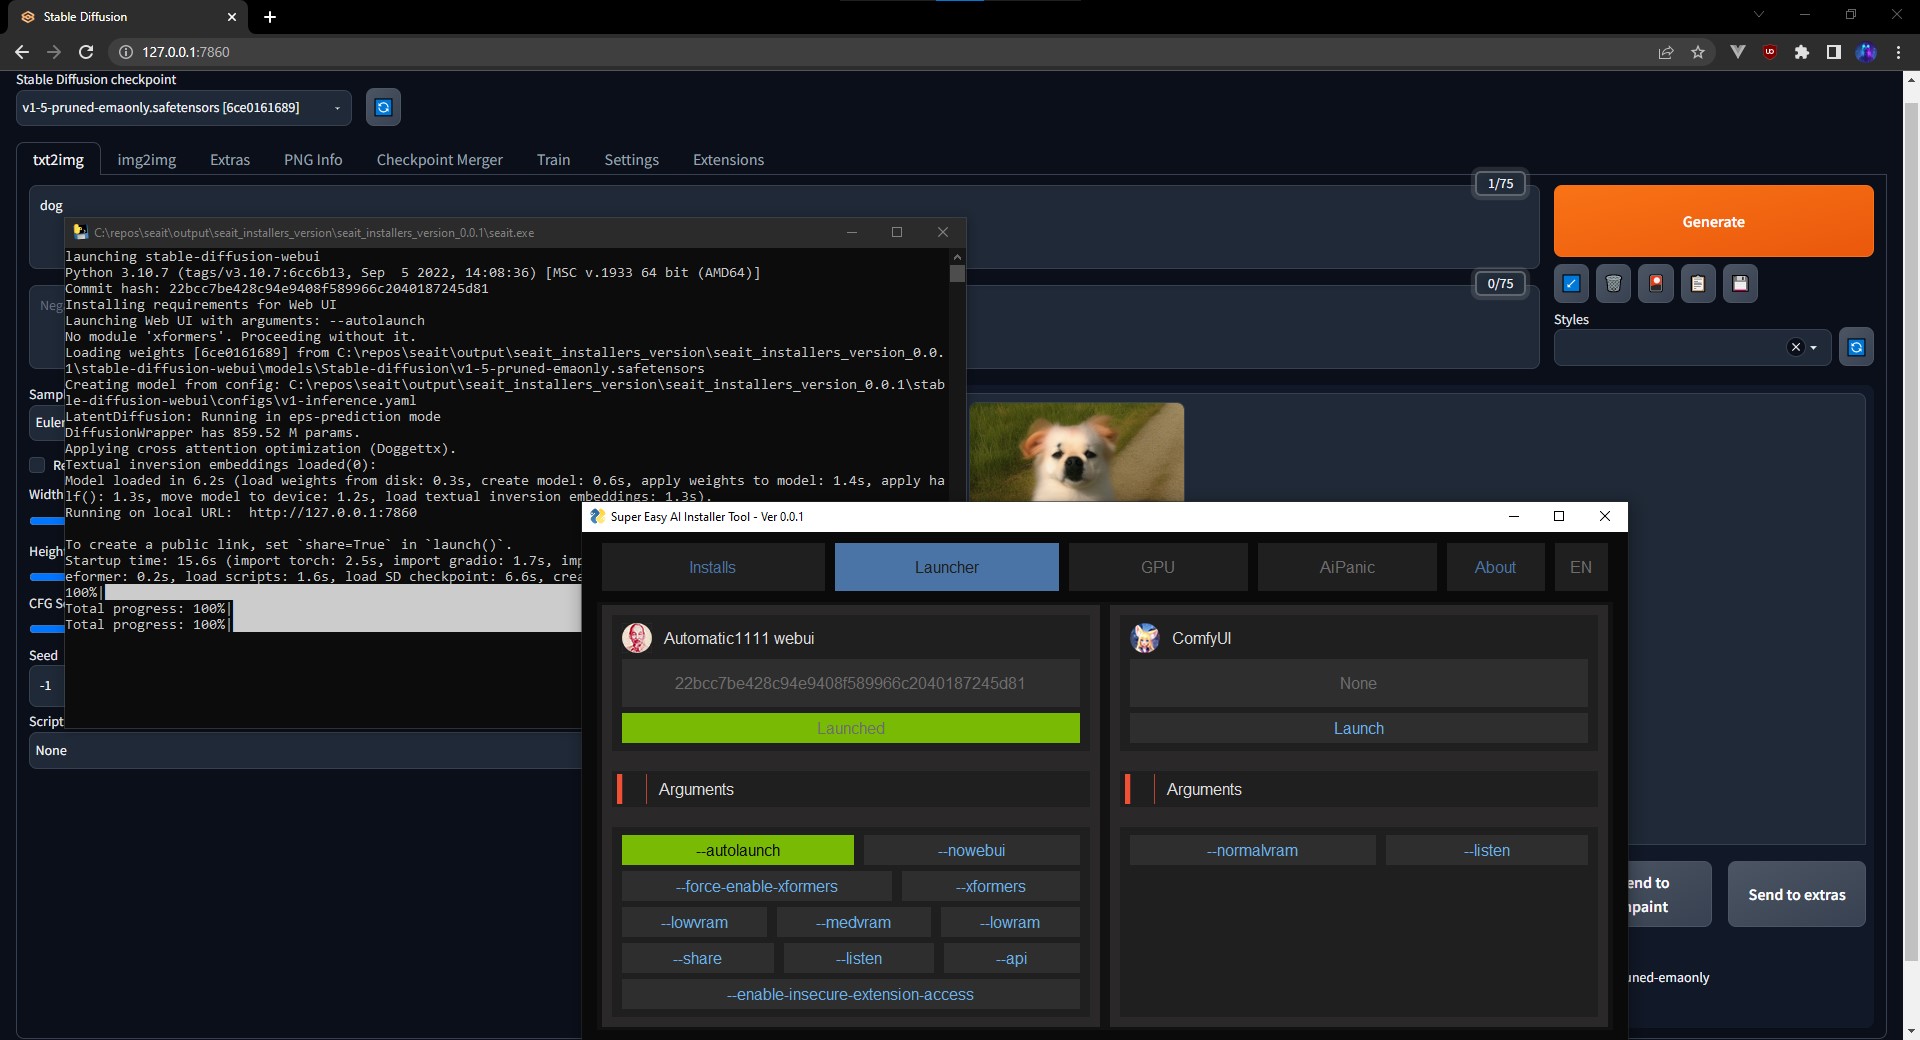 Stable Diffusion
127.0.0.1:7860
Stable Diffusion checkpoint
v1-5-pruned-emaonly.safetensors [6ce0161689]
txt2img img2img Extras PNG Info Checkpoint Merger Train Settings Extensions
dog
1/75
Generate
0/75
Styles
Neg
Samp
Euler
Re
Width
Height
CFG Sc
Seed
-1
Script
None
C:\repos\seait\output\seait_installers_version\seait_installers_version_0.0.1\seait.exe
launching stable-diffusion-webui
Python 3.10.7 (tags/v3.10.7:6cc6b13, Sep  5 2022, 14:08:36) [MSC v.1933 64 bit (AMD64)]
Commit hash: 22bcc7be428c94e9408f589966c2040187245d81
Installing requirements for Web UI
Launching Web UI with arguments: --autolaunch
No module 'xformers'. Proceeding without it.
Loading weights [6ce0161689] from C:\repos\seait\output\seait_installers_version\seait_installers_version_0.0.
1\stable-diffusion-webui\models\Stable-diffusion\v1-5-pruned-emaonly.safetensors
Creating model from config: C:\repos\seait\output\seait_installers_version\seait_installers_version_0.0.1\stab
le-diffusion-webui\configs\v1-inference.yaml
LatentDiffusion: Running in eps-prediction mode
DiffusionWrapper has 859.52 M params.
Applying cross attention optimization (Doggettx).
Textual inversion embeddings loaded(0):
Model loaded in 6.2s (load weights from disk: 0.3s, create model: 0.6s, apply weights to model: 1.4s, apply ha
lf(): 1.3s, move model to device: 1.2s, load textual inversion embeddings: 1.3s).
Running on local URL:  http://127.0.0.1:7860
To create a public link, set `share=True` in `launch()`.
Startup time: 15.6s (import torch: 2.5s, import gradio: 1.7s, imp
eformer: 0.2s, load scripts: 1.6s, load SD checkpoint: 6.6s, crea
100%|
Total progress: 100%|
Total progress: 100%|
Super Easy AI Installer Tool - Ver 0.0.1
Installs Launcher GPU AiPanic About EN
Automatic1111 webui
22bcc7be428c94e9408f589966c2040187245d81
Launched
Arguments
--autolaunch --nowebui
--force-enable-xformers --xformers
--lowvram --medvram --lowram
--share --listen --api
--enable-insecure-extension-access
ComfyUI
None
Launch
Arguments
--normalvram --listen
end to
npaint
Send to extras
uned-emaonly